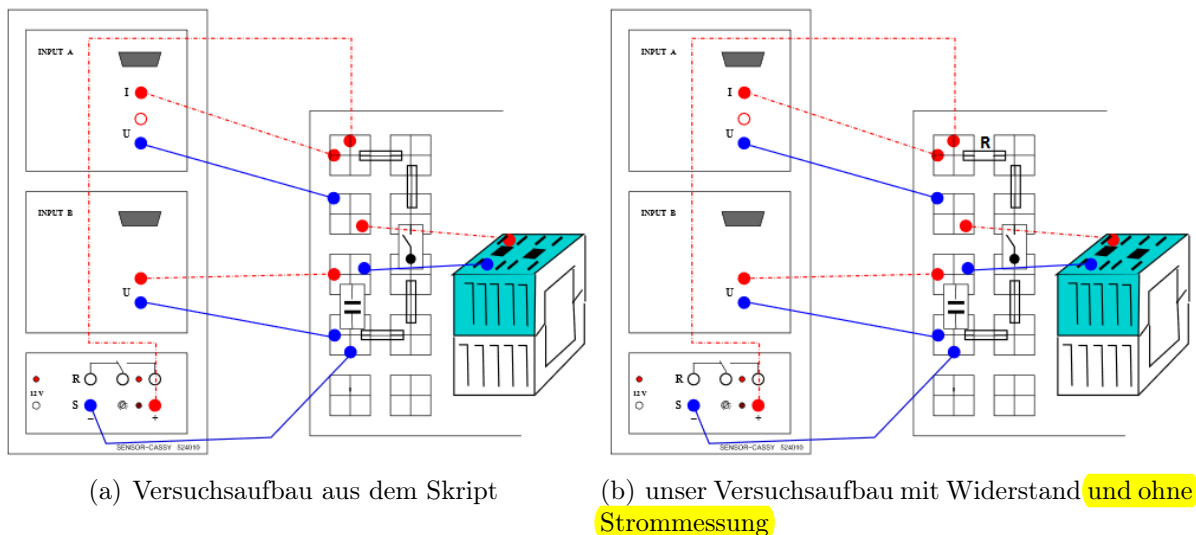 INPUT A
I
U
INPUT B
U
R
12 V
S
−
+
SENSOR-CASSY 524010
INPUT A
I
U
R
INPUT B
U
R
12 V
S
−
+
SENSOR-CASSY 524010
(a) Versuchsaufbau aus dem Skript
(b) unser Versuchsaufbau mit Widerstand und ohne
Strommessung